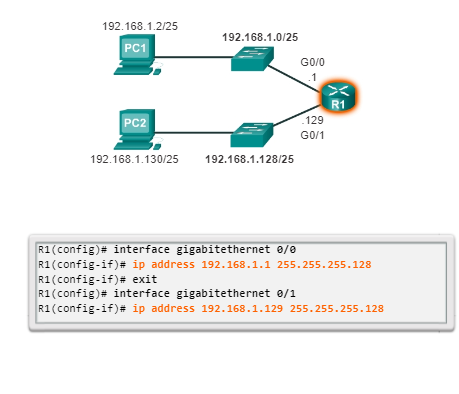 192.168.1.2/25
192.168.1.0/25
PC1
G0/0
.1
R1
PC2
.129
G0/1
192.168.1.130/25
192.168.1.128/25
R1(config)# interface gigabitethernet 0/0
R1(config-if)# ip address 192.168.1.1 255.255.255.128
R1(config-if)# exit
R1(config)# interface gigabitethernet 0/1
R1(config-if)# ip address 192.168.1.129 255.255.255.128